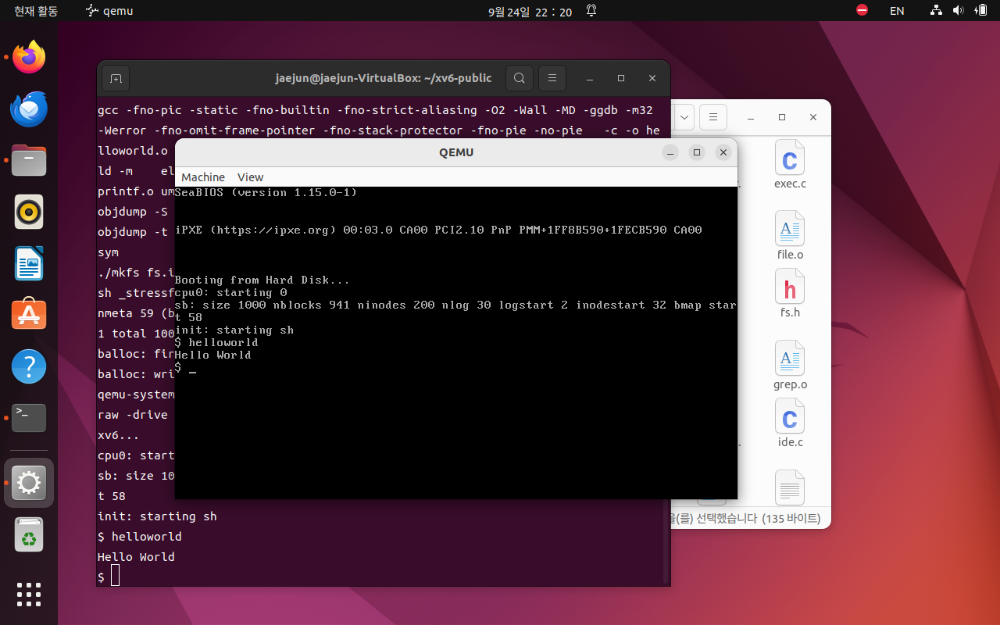 현재 활동
qemu
9월 24일 22 : 20
EN
jaejun@jaejun-VirtualBox: ~/xv6-public
gcc -fno-pic -static -fno-builtin -fno-strict-aliasing -O2 -Wall -MD -ggdb -m32
-Werror -fno-omit-frame-pointer -fno-stack-protector -fno-pie -no-pie -c -o he
lloworld.o
ld -m el
printf.o um
objdump -S
objdump -t
sym
./mkfs fs.i
sh _stressf
nmeta 59 (b
1 total 100
balloc: fir
balloc: wri
qemu-system
raw -drive
xv6...
cpu0: start
sb: size 10
t 58
init: starting sh
$ helloworld
Hello World
$
QEMU
Machine View
SeaBIOS (version 1.15.0-1)
iPXE (https://ipxe.org) 00:03.0 CA00 PCI2.10 PnP PMM+1FF8B590+1FECB590 CA00
Booting from Hard Disk...
cpu0: starting 0
sb: size 1000 nblocks 941 ninodes 200 nlog 30 logstart 2 inodestart 32 bmap star
t 58
init: starting sh
$ helloworld
Hello World
$ _
exec.c
file.o
fs.h
grep.o
ide.c
을(를) 선택했습니다 (135 바이트)